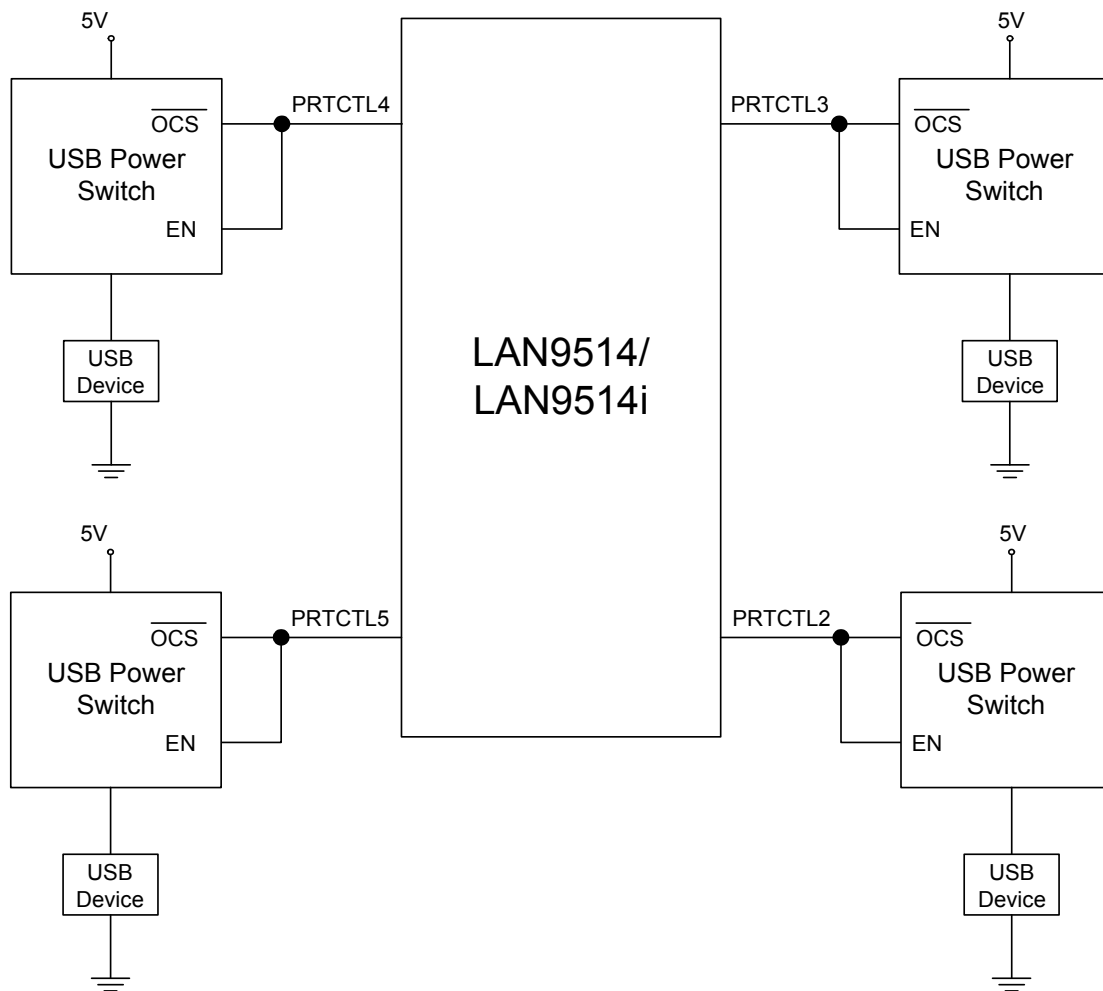 5V
OCS
USB Power
Switch
EN
USB
Device
PRTCTL4
LAN9514/
LAN9514i
PRTCTL3
5V
OCS
USB Power
Switch
EN
USB
Device
5V
OCS
USB Power
Switch
EN
USB
Device
PRTCTL5
PRTCTL2
5V
OCS
USB Power
Switch
EN
USB
Device